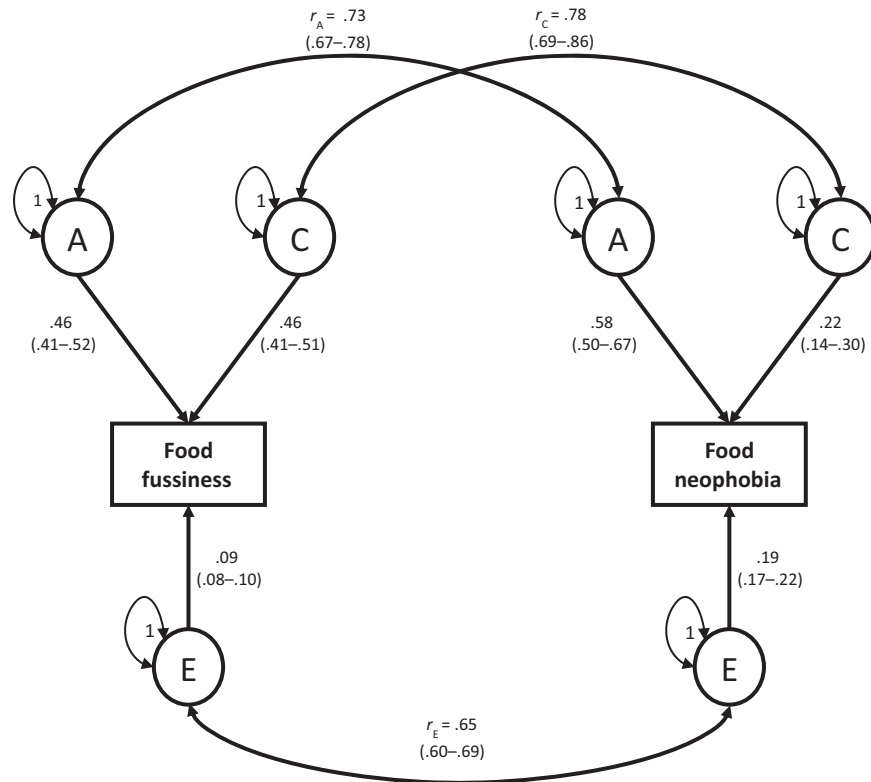 r_A = .73
(.67–.78)
r_C = .78
(.69–.86)
1
1
1
1
A
C
A
C
.46
(.41–.52)
.46
(.41–.51)
.58
(.50–.67)
.22
(.14–.30)
Food
fussiness
Food
neophobia
.09
(.08–.10)
.19
(.17–.22)
1
1
E
E
r_E = .65
(.60–.69)